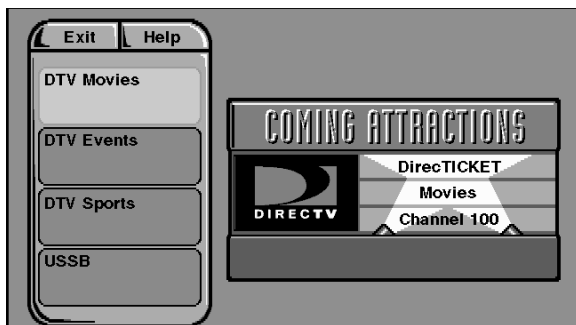 Exit Help
DTV Movies
DTV Events
DTV Sports
USSB
COMING ATTRACTIONS
DIRECTV
DirecTICKET
Movies
Channel 100